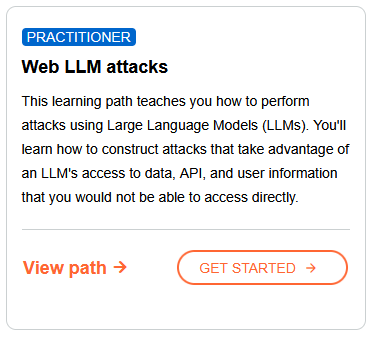 PRACTITIONER
Web LLM attacks
This learning path teaches you how to perform
attacks using Large Language Models (LLMs). You'll
learn how to construct attacks that take advantage of
an LLM's access to data, API, and user information
that you would not be able to access directly.
View path →
GET STARTED →